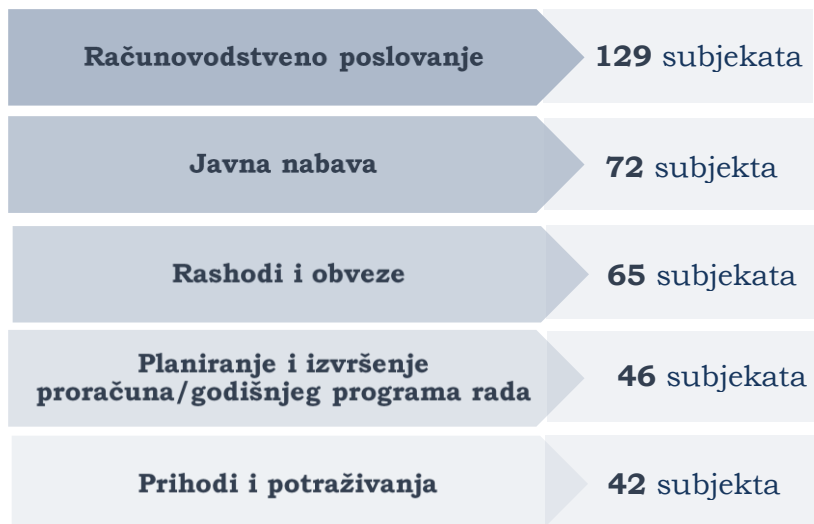 Računovodstveno poslovanje
129 subjekata
Javna nabava
72 subjekta
Rashodi i obveze
65 subjekata
Planiranje i izvršenje
proračuna/godišnjeg programa rada
46 subjekata
Prihodi i potraživanja
42 subjekta